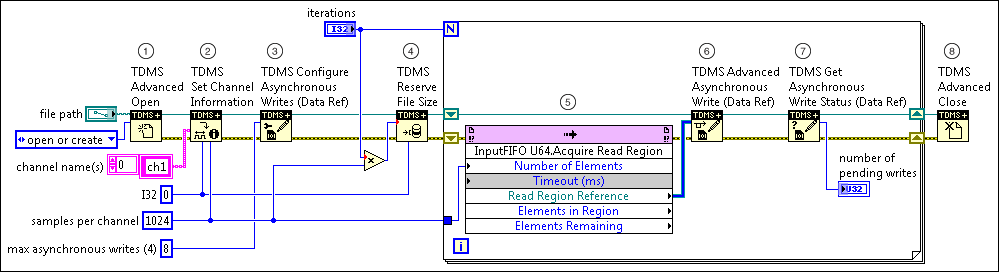 iterations
I32
N
1
2
3
4
5
6
7
8
TDMS
Advanced
Open
TDMS
Set Channel
Information
TDMS Configure
Asynchronous
Writes (Data Ref)
TDMS
Reserve
File Size
TDMS Advanced
Asynchronous
Write (Data Ref)
TDMS Get
Asynchronous
Write Status (Data Ref)
TDMS
Advanced
Close
file path
TDMS+
TDMS+
TDMS+
TDMS+
TDMS+
TDMS+
TDMS+
open or create
channel name(s)
0
ch1
I32
0
samples per channel
1024
max asynchronous writes (4)
8
×
InputFIFO U64.Acquire Read Region
Number of Elements
Timeout (ms)
Read Region Reference
Elements in Region
Elements Remaining
number of
pending writes
U32
i